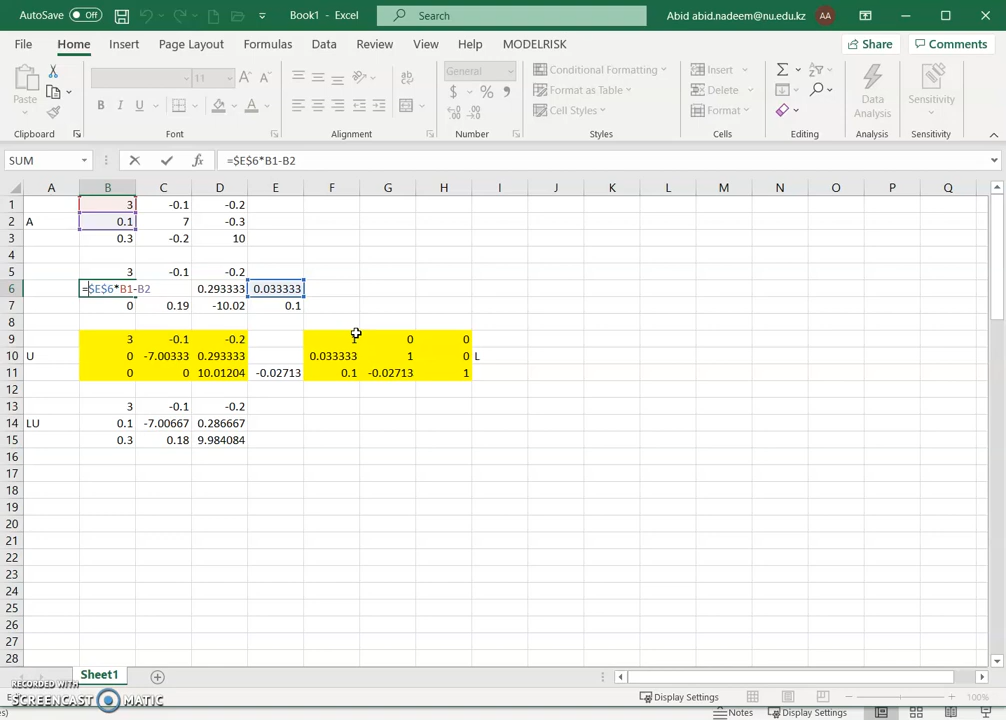 AutoSave Off Book1 - Excel Search Abid abid.nadeem@nu.edu.kz AA
File Home Insert Page Layout Formulas Data Review View Help MODELRISK Share Comments
Paste 11 General Conditional Formatting Format as Table Cell Styles Insert Delete Format Data Analysis Sensitivity
Clipboard Font Alignment Number Styles Cells Editing Analysis Sensitivity
SUM =$E$6*B1-B2
A B C D E F G H I J K L M N O P Q
1 3 -0.1 -0.2
2 A 0.1 7 -0.3
3 0.3 -0.2 10
4
5 3 -0.1 -0.2
6 =$E$6*B1-B2 0.293333 0.033333
7 0 0.19 -10.02 0.1
8
9 3 -0.1 -0.2 1 0 0
10 U 0 -7.00333 0.293333 0.033333 1 0 L
11 0 0 10.01204 -0.02713 0.1 -0.02713 1
12
13 3 -0.1 -0.2
14 LU 0.1 -7.00667 0.286667
15 0.3 0.18 9.984084
16
17
18
19
20
21
22
23
24
25
26
27
28
Sheet1
RECORDED WITH
SCREENCAST MATIC
Display Settings 100%
Notes Display Settings